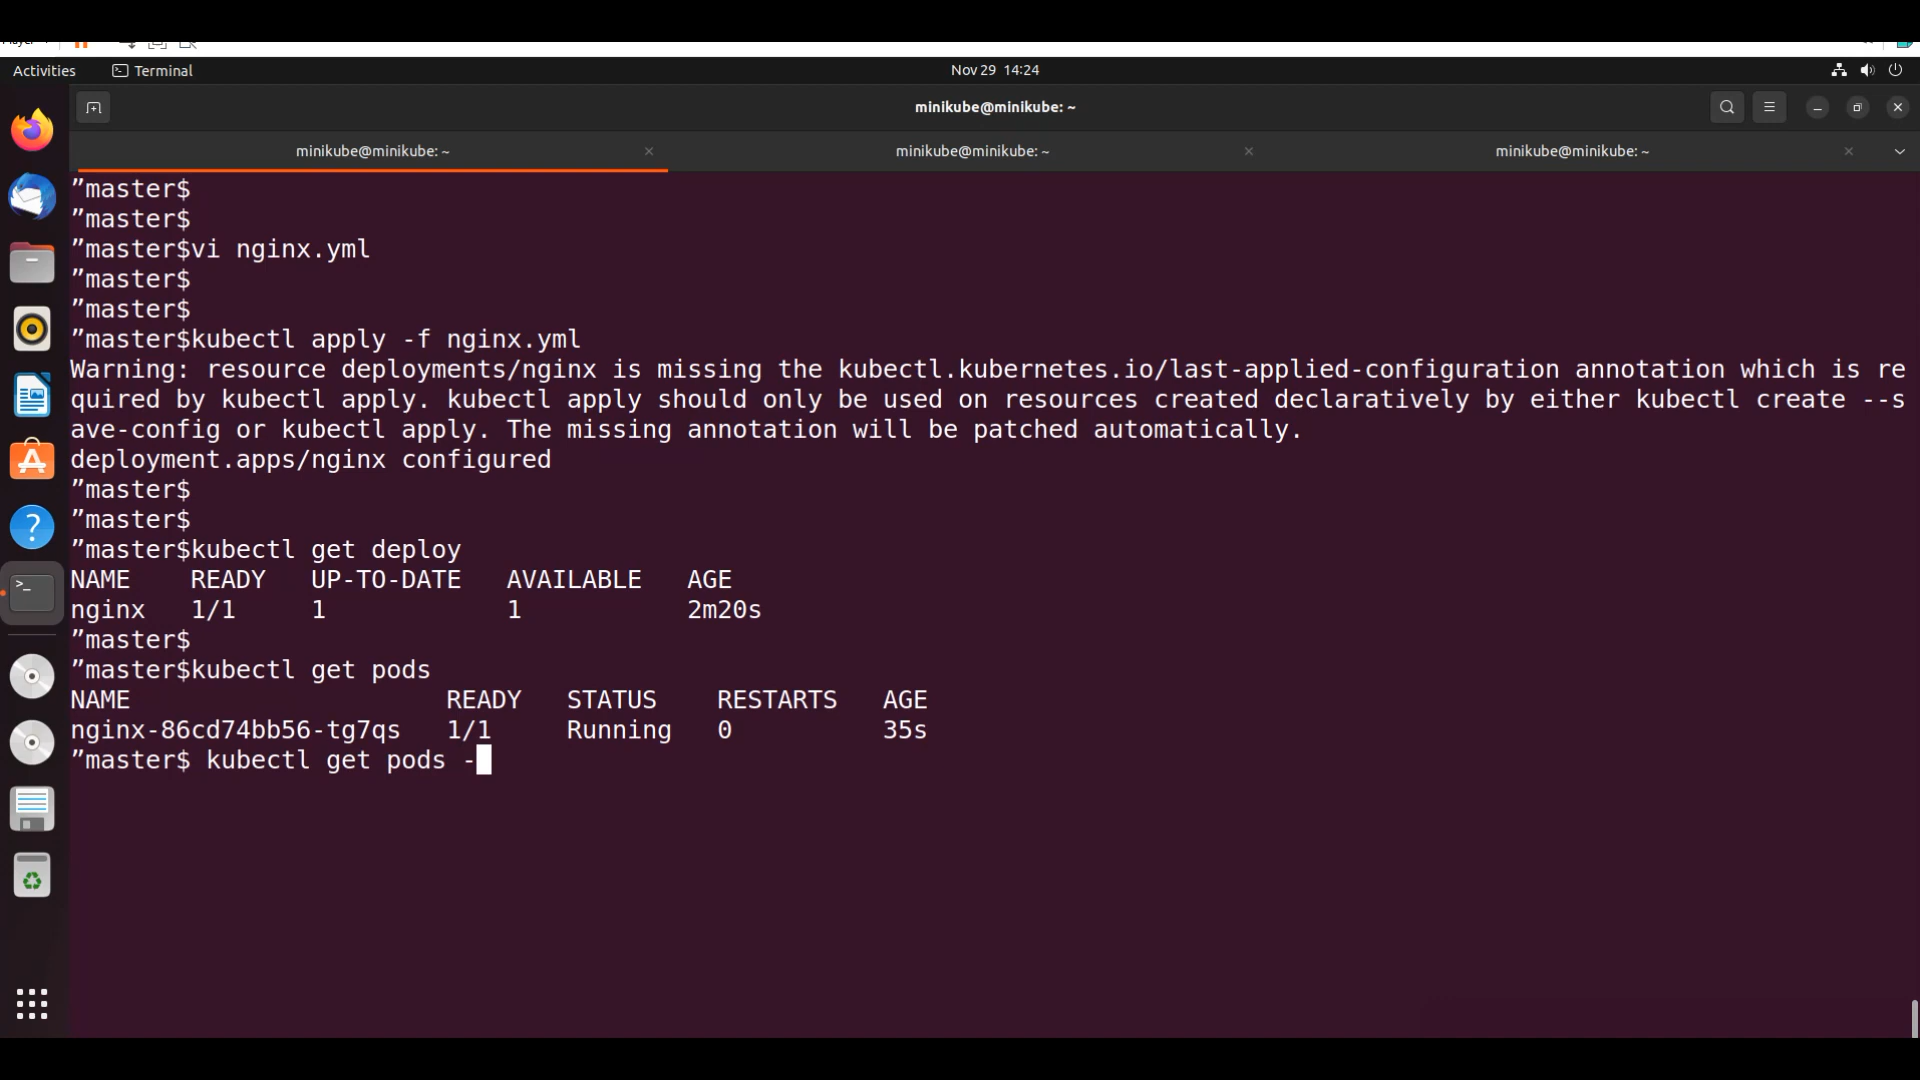 Activities
Terminal
Nov 29 14:24
minikube@minikube: ~
minikube@minikube: ~
minikube@minikube: ~
minikube@minikube: ~
”master$
”master$
”master$vi nginx.yml
”master$
”master$
”master$kubectl apply -f nginx.yml
Warning: resource deployments/nginx is missing the kubectl.kubernetes.io/last-applied-configuration annotation which is re
quired by kubectl apply. kubectl apply should only be used on resources created declaratively by either kubectl create --s
ave-config or kubectl apply. The missing annotation will be patched automatically.
deployment.apps/nginx configured
”master$
”master$
”master$kubectl get deploy
NAME    READY   UP-TO-DATE   AVAILABLE   AGE
nginx   1/1     1            1           2m20s
”master$
”master$kubectl get pods
NAME                     READY   STATUS    RESTARTS   AGE
nginx-86cd74bb56-tg7qs   1/1     Running   0          35s
”master$ kubectl get pods -